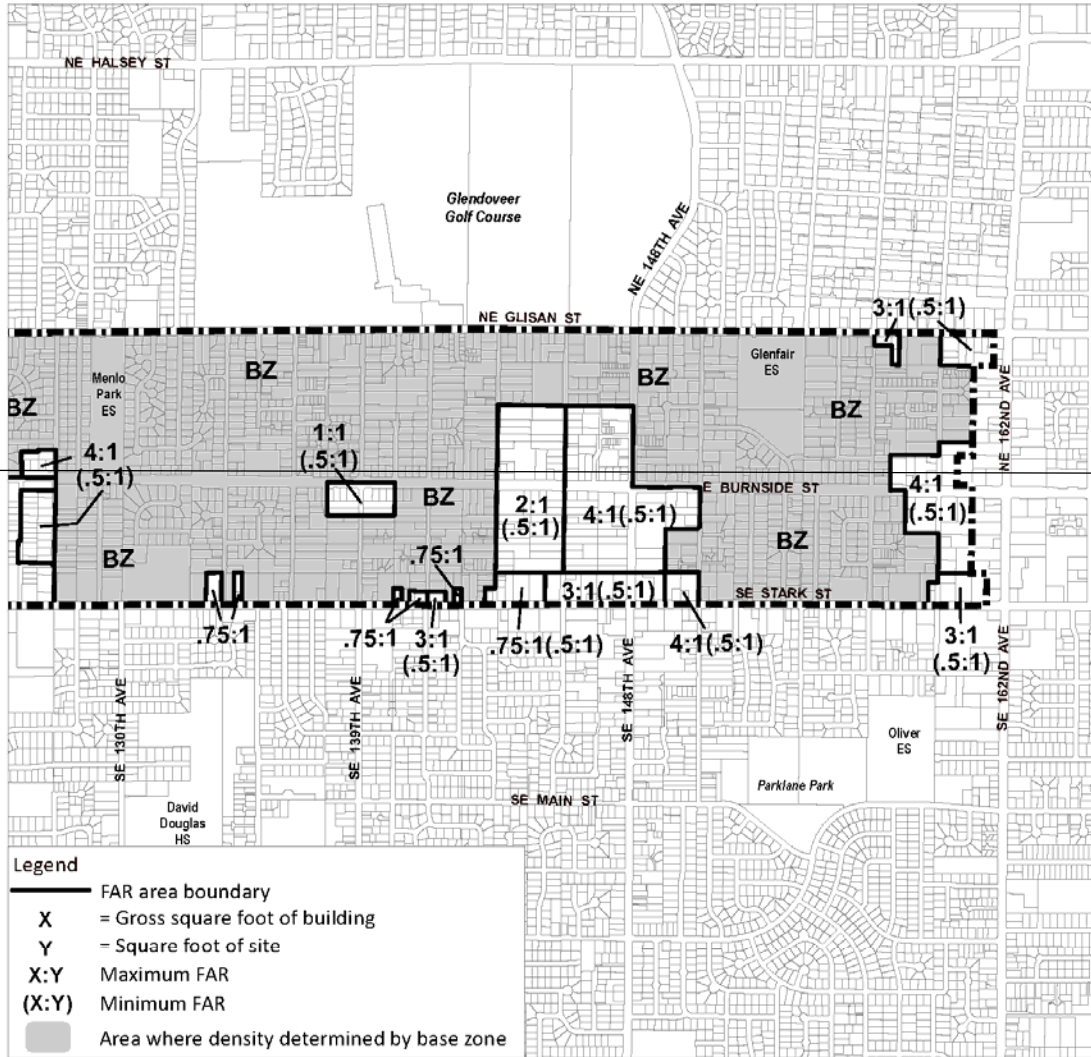 NE HALSEY ST
Glendoveer
Golf Course
NE 148TH AVE
3:1(.5:1)
NE GLISAN ST
Menlo
Park
ES
BZ
BZ
Glenfair
ES
BZ
BZ
BZ
NE 162ND AVE
4:1
(.5:1)
1:1
(.5:1)
BZ
2:1
(.5:1)
4:1(.5:1)
E BURNSIDE ST
4:1
(.5:1)
BZ
BZ
.75:1
3:1(.5:1)
SE STARK ST
.75:1
.75:1
3:1
(.5:1)
.75:1(.5:1)
4:1(.5:1)
3:1
(.5:1)
SE 130TH AVE
SE 139TH AVE
SE 148TH AVE
SE 162ND AVE
Oliver
ES
Parklane Park
SE MAIN ST
David
Douglas
HS
Legend
FAR area boundary
X = Gross square foot of building
Y = Square foot of site
X:Y Maximum FAR
(X:Y) Minimum FAR
Area where density determined by base zone